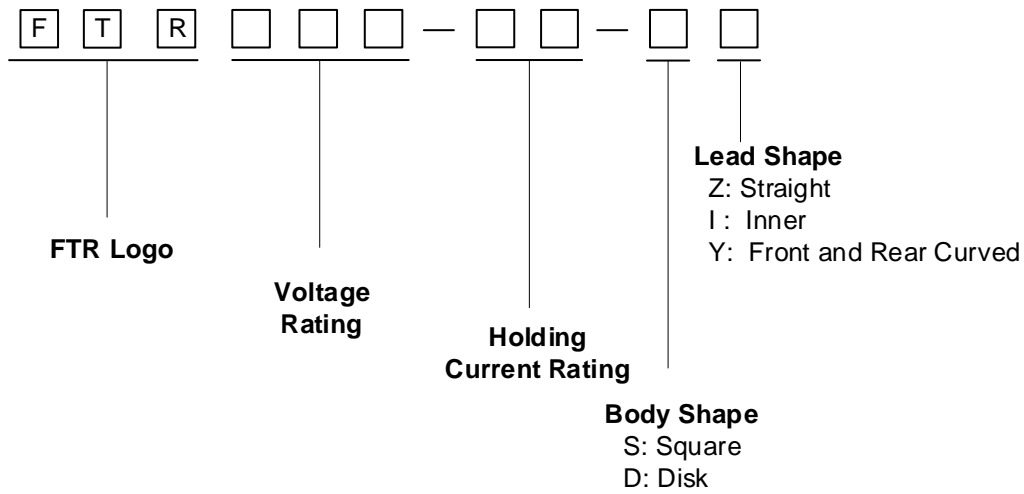 F T R — —
Lead Shape
Z: Straight
I : Inner
Y: Front and Rear Curved
FTR Logo
Voltage
Rating
Holding
Current Rating
Body Shape
S: Square
D: Disk